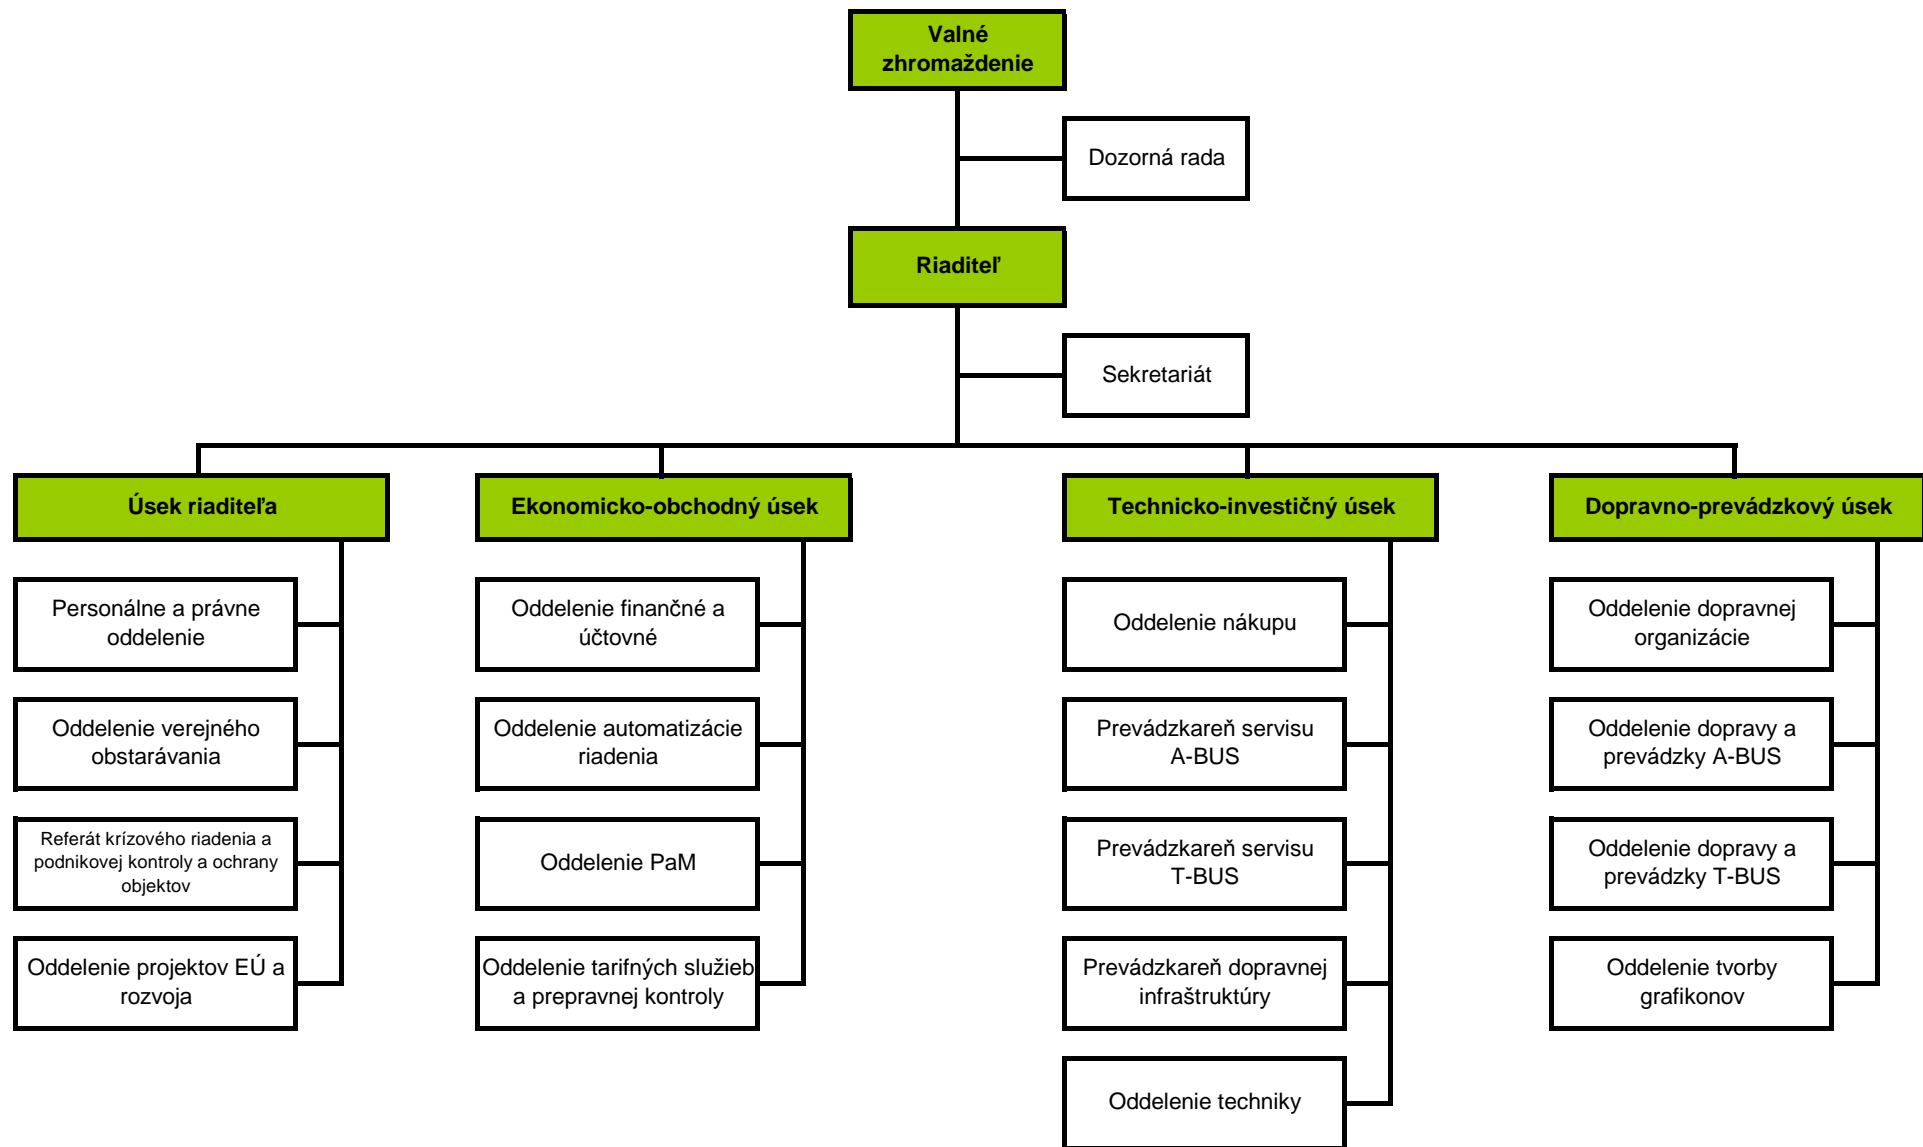 Valné
zhromaždenie
Dozorná rada
Riaditeľ
Sekretariát
Úsek riaditeľa
Ekonomicko-obchodný úsek
Technicko-investičný úsek
Dopravno-prevádzkový úsek
Personálne a právne
oddelenie
Oddelenie verejného
obstarávania
Referát krízového riadenia a
podnikovej kontroly a ochrany
objektov
Oddelenie projektov EÚ a
rozvoja
Oddelenie finančné a
účtovné
Oddelenie automatizácie
riadenia
Oddelenie PaM
Oddelenie tarifných služieb
a prepravnej kontroly
Oddelenie nákupu
Prevádzkareň servisu
A-BUS
Prevádzkareň servisu
T-BUS
Prevádzkareň dopravnej
infraštruktúry
Oddelenie techniky
Oddelenie dopravnej
organizácie
Oddelenie dopravy a
prevádzky A-BUS
Oddelenie dopravy a
prevádzky T-BUS
Oddelenie tvorby
grafikonov